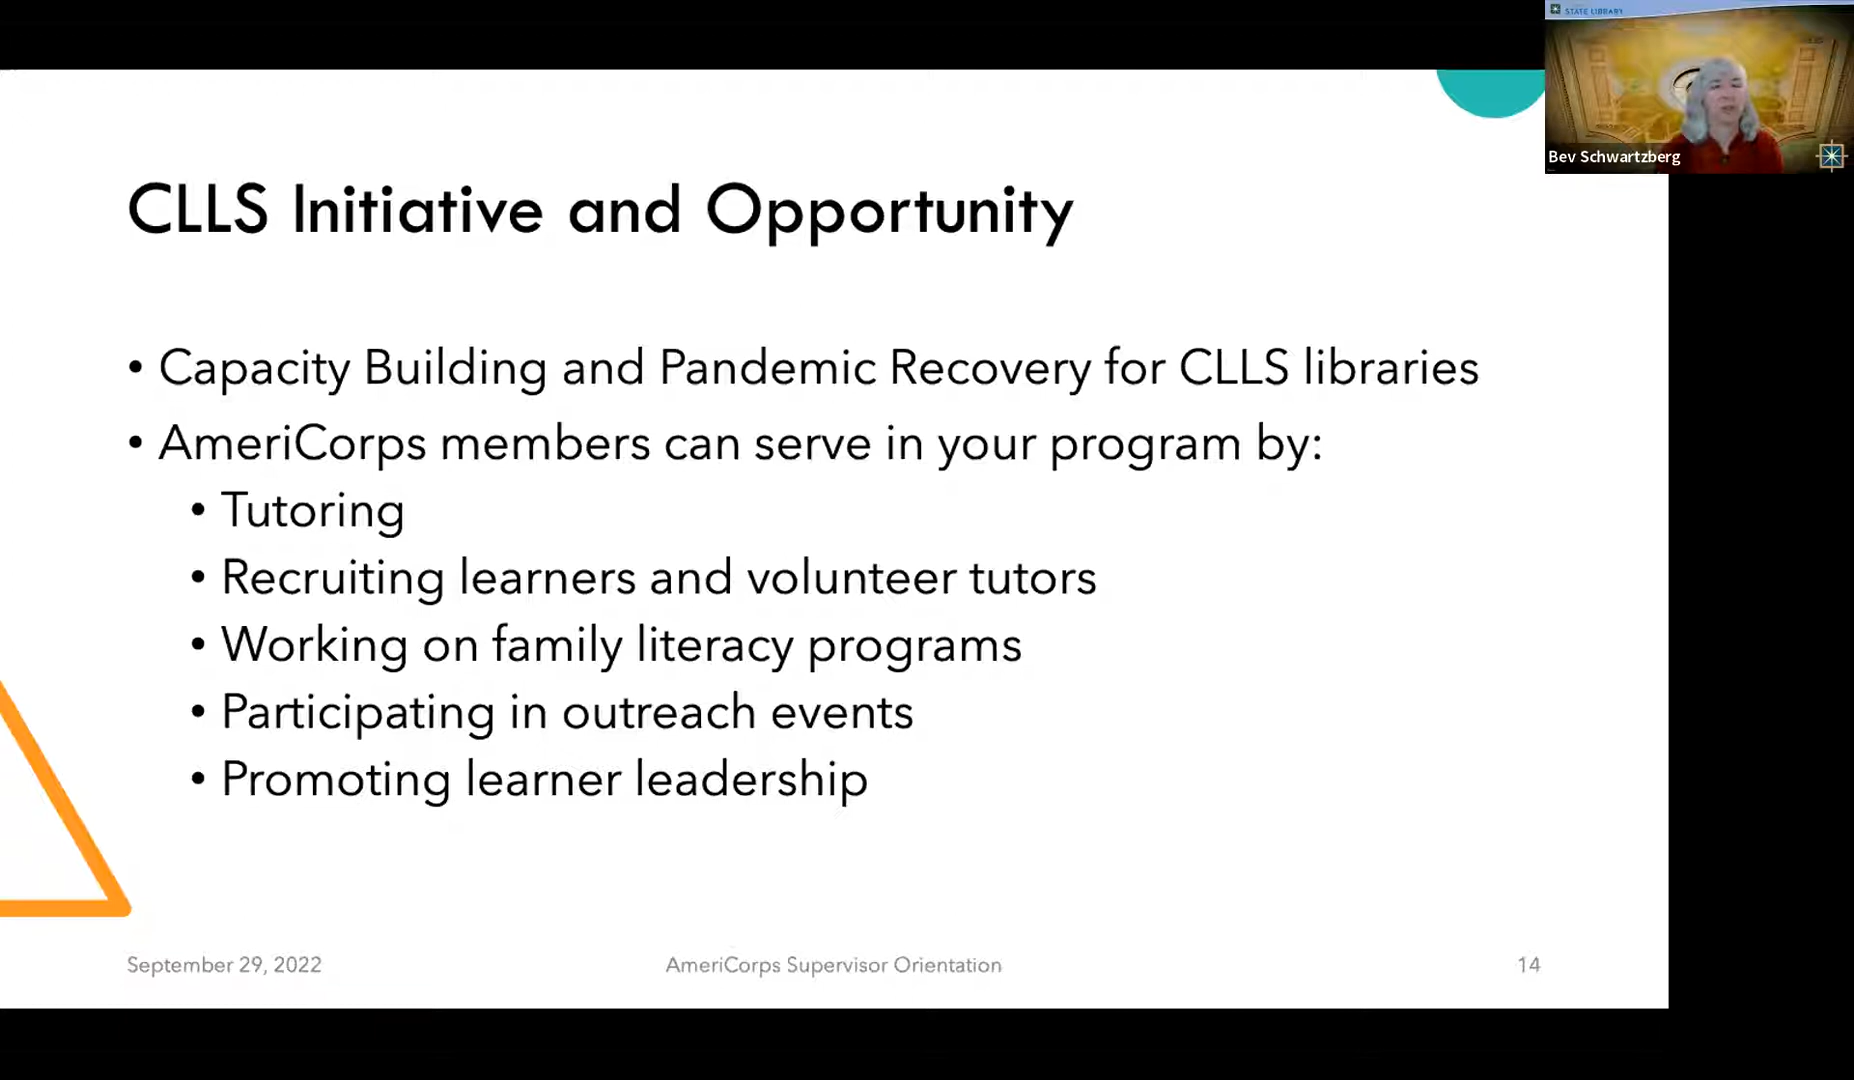 STATE LIBRARY
Bev Schwartzberg
CLLS Initiative and Opportunity
• Capacity Building and Pandemic Recovery for CLLS libraries
• AmeriCorps members can serve in your program by:
• Tutoring
• Recruiting learners and volunteer tutors
• Working on family literacy programs
• Participating in outreach events
• Promoting learner leadership
September 29, 2022
AmeriCorps Supervisor Orientation
14